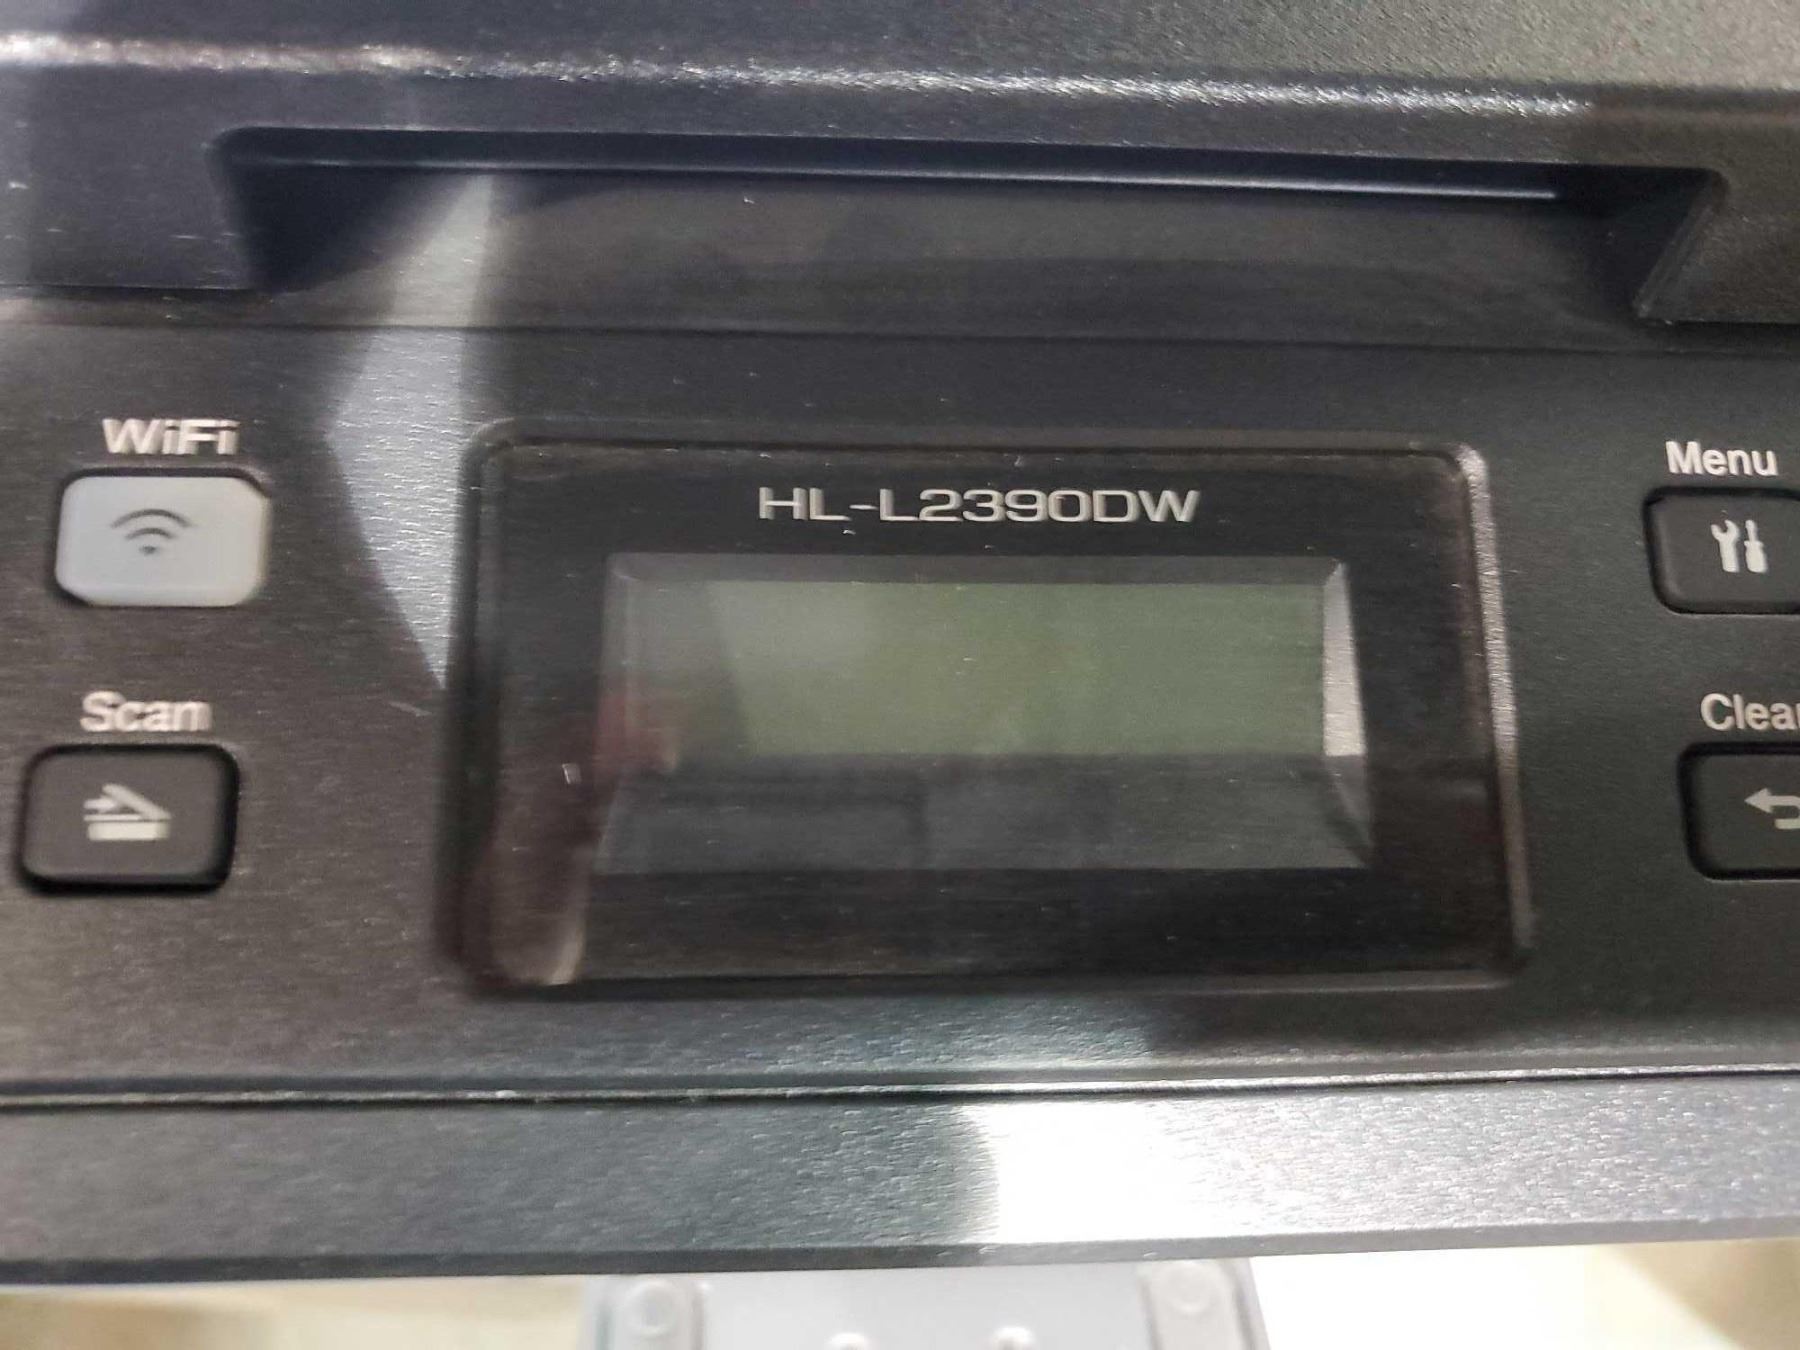 WiFi
HL-L2390DW
Menu
Scan
Clear